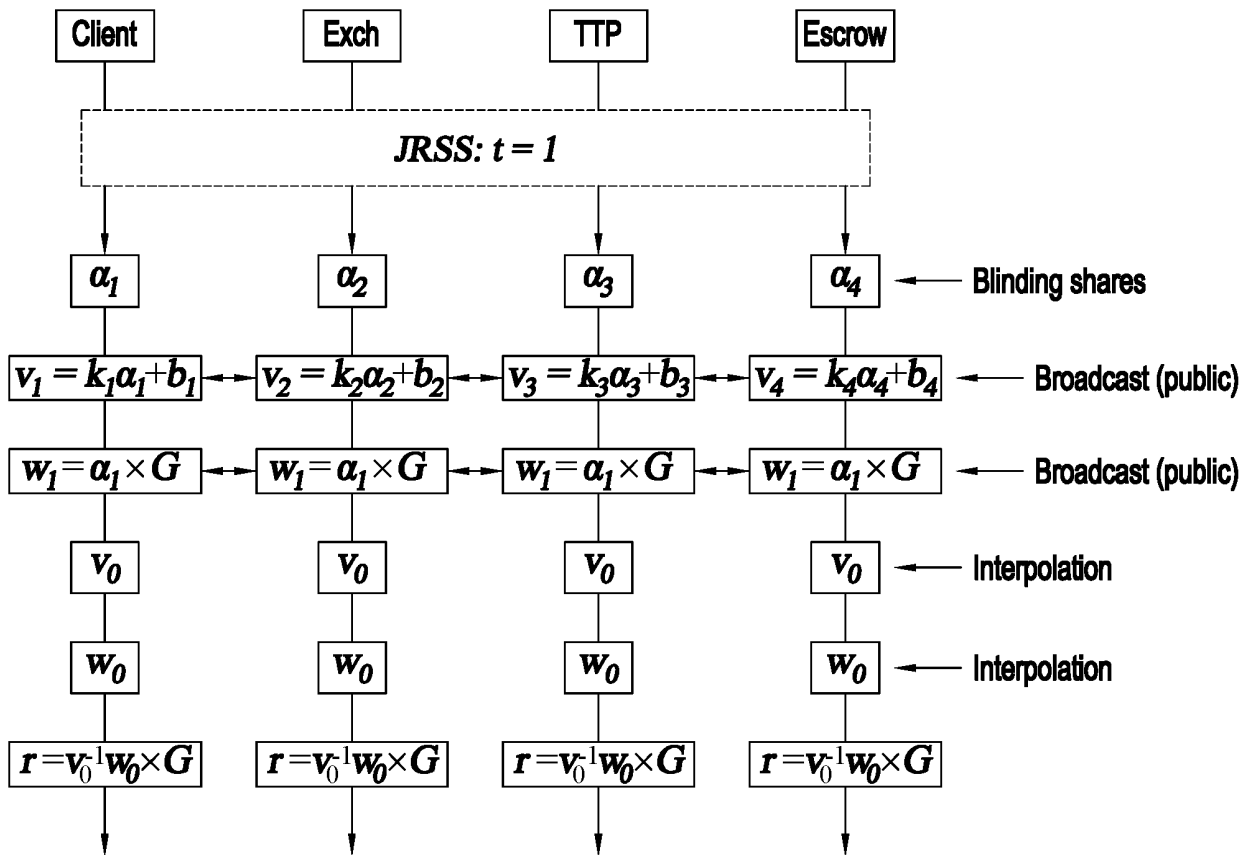 Client Exch TTP Escrow
JRSS: t = 1
α₁ α₂ α₃ α₄ Blinding shares
v₁ = k₁α₁+b₁ v₂ = k₂α₂+b₂ v₃ = k₃α₃+b₃ v₄ = k₄α₄+b₄ Broadcast (public)
w₁ = α₁ × G w₁ = α₁ × G w₁ = α₁ × G w₁ = α₁ × G Broadcast (public)
v₀ v₀ v₀ v₀ Interpolation
w₀ w₀ w₀ w₀ Interpolation
r = v₀⁻¹w₀ × G r = v₀⁻¹w₀ × G r = v₀⁻¹w₀ × G r = v₀⁻¹w₀ × G